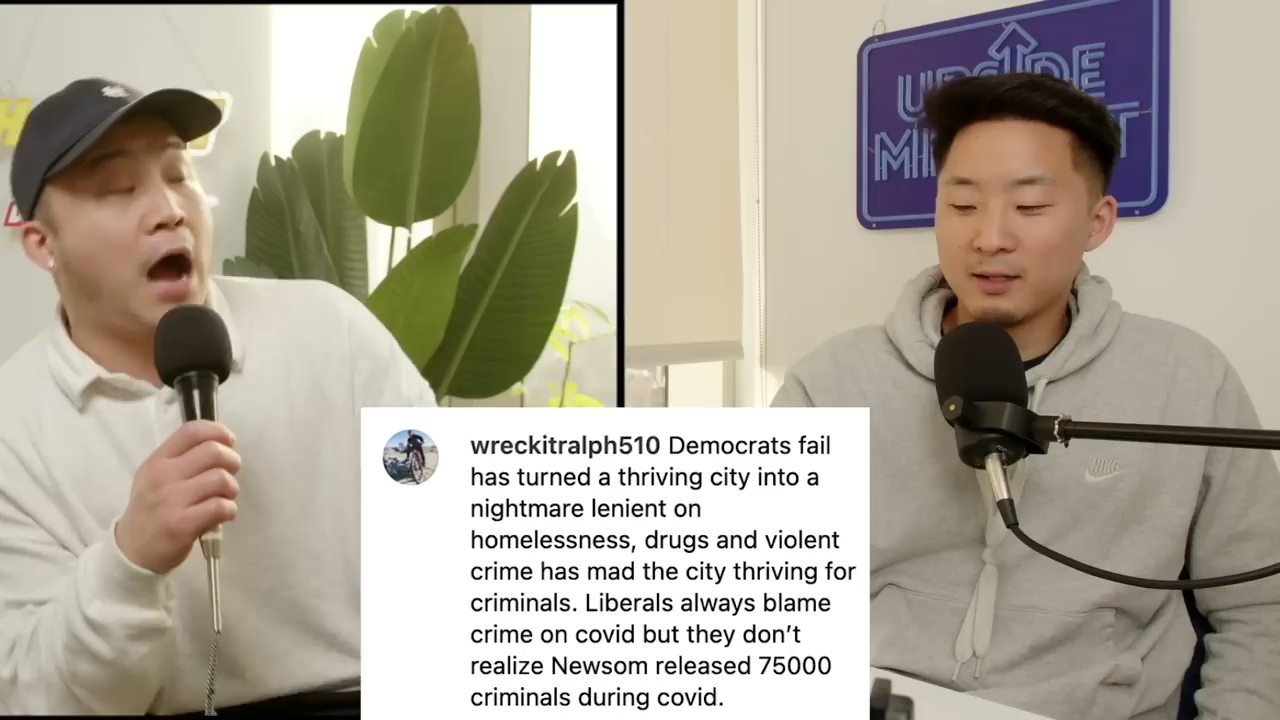 UPSIDE
wreckitralph510 Democrats fail
has turned a thriving city into a
nightmare lenient on
homelessness, drugs and violent
crime has mad the city thriving for
criminals. Liberals always blame
crime on covid but they don't
realize Newsom released 75000
criminals during covid.
NIKE